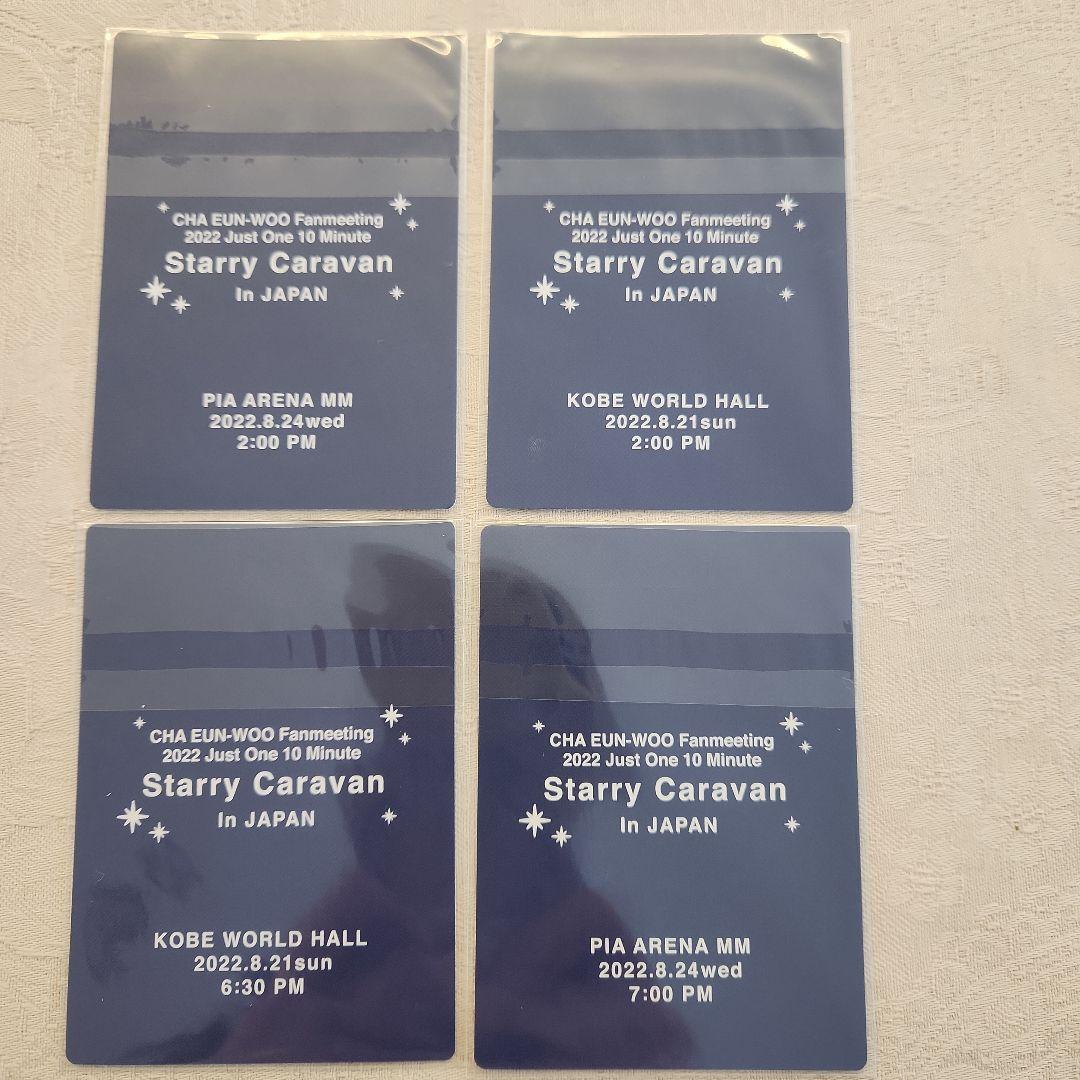 CHA EUN-WOO Fanmeeting
2022 Just One 10 Minute
Starry Caravan
In JAPAN
PIA ARENA MM
2022.8.24wed
2:00 PM
CHA EUN-WOO Fanmeeting
2022 Just One 10 Minute
Starry Caravan
In JAPAN
KOBE WORLD HALL
2022.8.21sun
2:00 PM
CHA EUN-WOO Fanmeeting
2022 Just One 10 Minute
Starry Caravan
In JAPAN
KOBE WORLD HALL
2022.8.21sun
6:30 PM
CHA EUN-WOO Fanmeeting
2022 Just One 10 Minute
Starry Caravan
In JAPAN
PIA ARENA MM
2022.8.24wed
7:00 PM